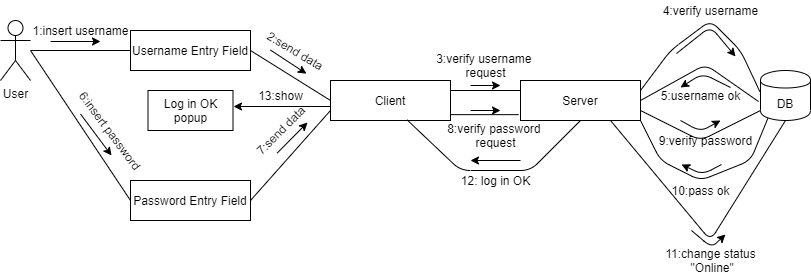 4:verify username
1:insert username
2:send data
Username Entry Field
3:verify username
request
User
13:show
Log in OK
popup
Client
Server
5:username ok
DB
6:insert password
7:send data
8:verify password
request
9:verify password
12: log in OK
10:pass ok
Password Entry Field
11:change status
"Online"